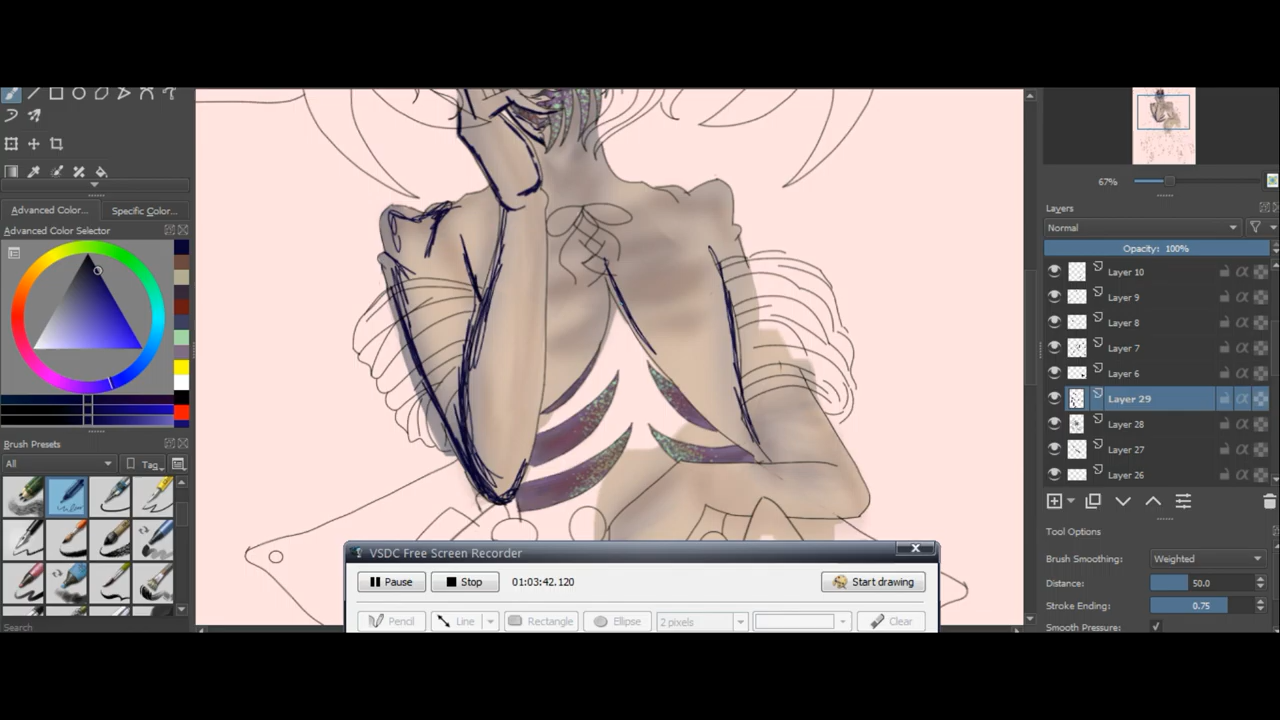 Advanced Color...
Specific Color...
Advanced Color Selector
Brush Presets
All
Tag
Search
67%
Layers
Normal
Opacity: 100%
Layer 10
Layer 9
Layer 8
Layer 7
Layer 6
Layer 29
Layer 28
Layer 27
Layer 26
Tool Options
Brush Smoothing:
Weighted
Distance:
50.0
Stroke Ending:
0.75
Smooth Pressure:
VSDC Free Screen Recorder
Pause
Stop
01:03:42.120
Start drawing
Pencil
Line
Rectangle
Ellipse
2 pixels
Clear